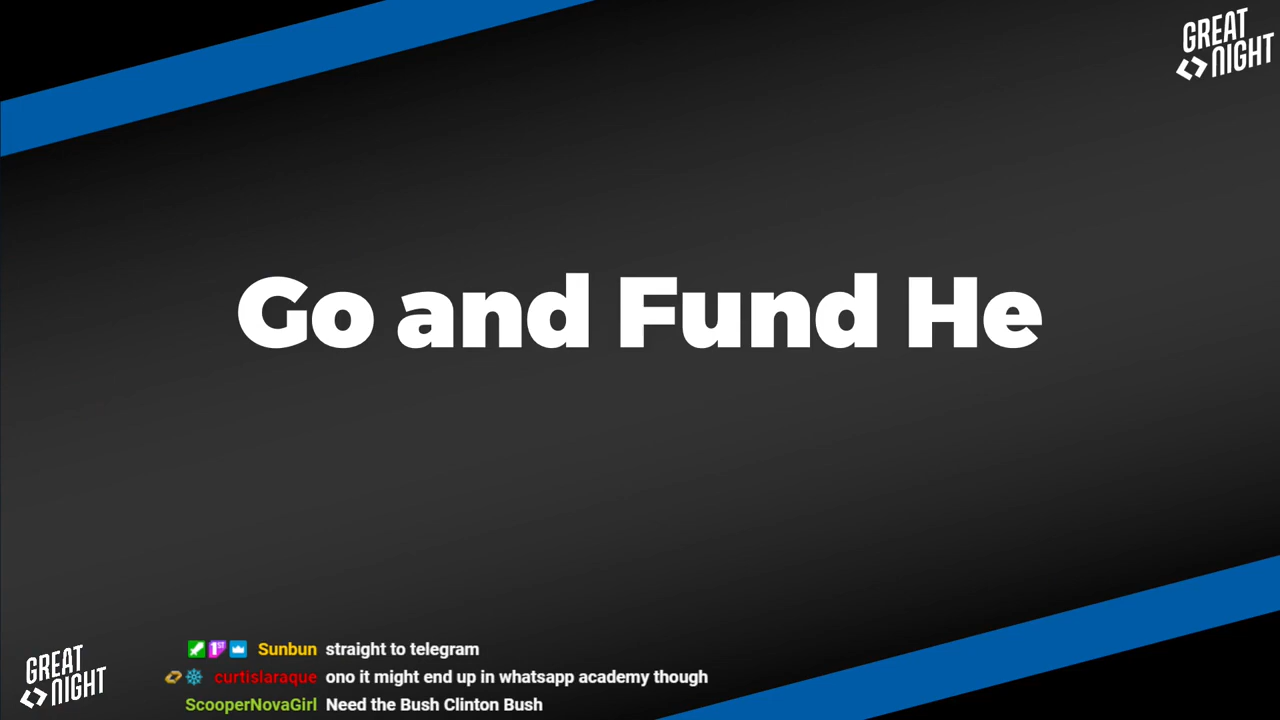 GREAT
NIGHT
Go and Fund He
GREAT
NIGHT
1ST Sunbun straight to telegram
curtislaraque ono it might end up in whatsapp academy though
ScooperNovaGirl Need the Bush Clinton Bush